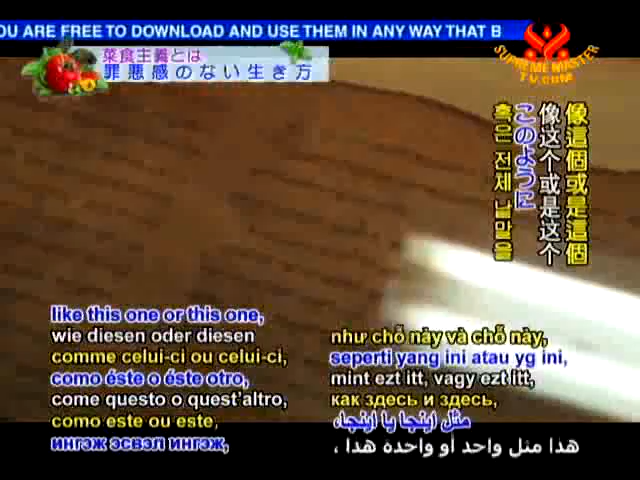 OU ARE FREE TO DOWNLOAD AND USE THEM IN ANY WAY THAT B
SUPREME MASTER
TV.COM
菜食主義とは
罪悪感のない生き方
像這個或是這個
像这个或是这个
このように
혹은 전체 낱말을
like this one or this one,
wie diesen oder diesen
comme celui-ci ou celui-ci,
como éste o éste otro,
come questo o quest'altro,
como este ou este,
ингэж эсвэл ингэж,
như chỗ này và chỗ này,
seperti yang ini atau yg ini,
mint ezt itt, vagy ezt itt,
как здесь и здесь,
مثل اینجا یا اینجا،
هذا مثل واحد أو واحدة هذا ،